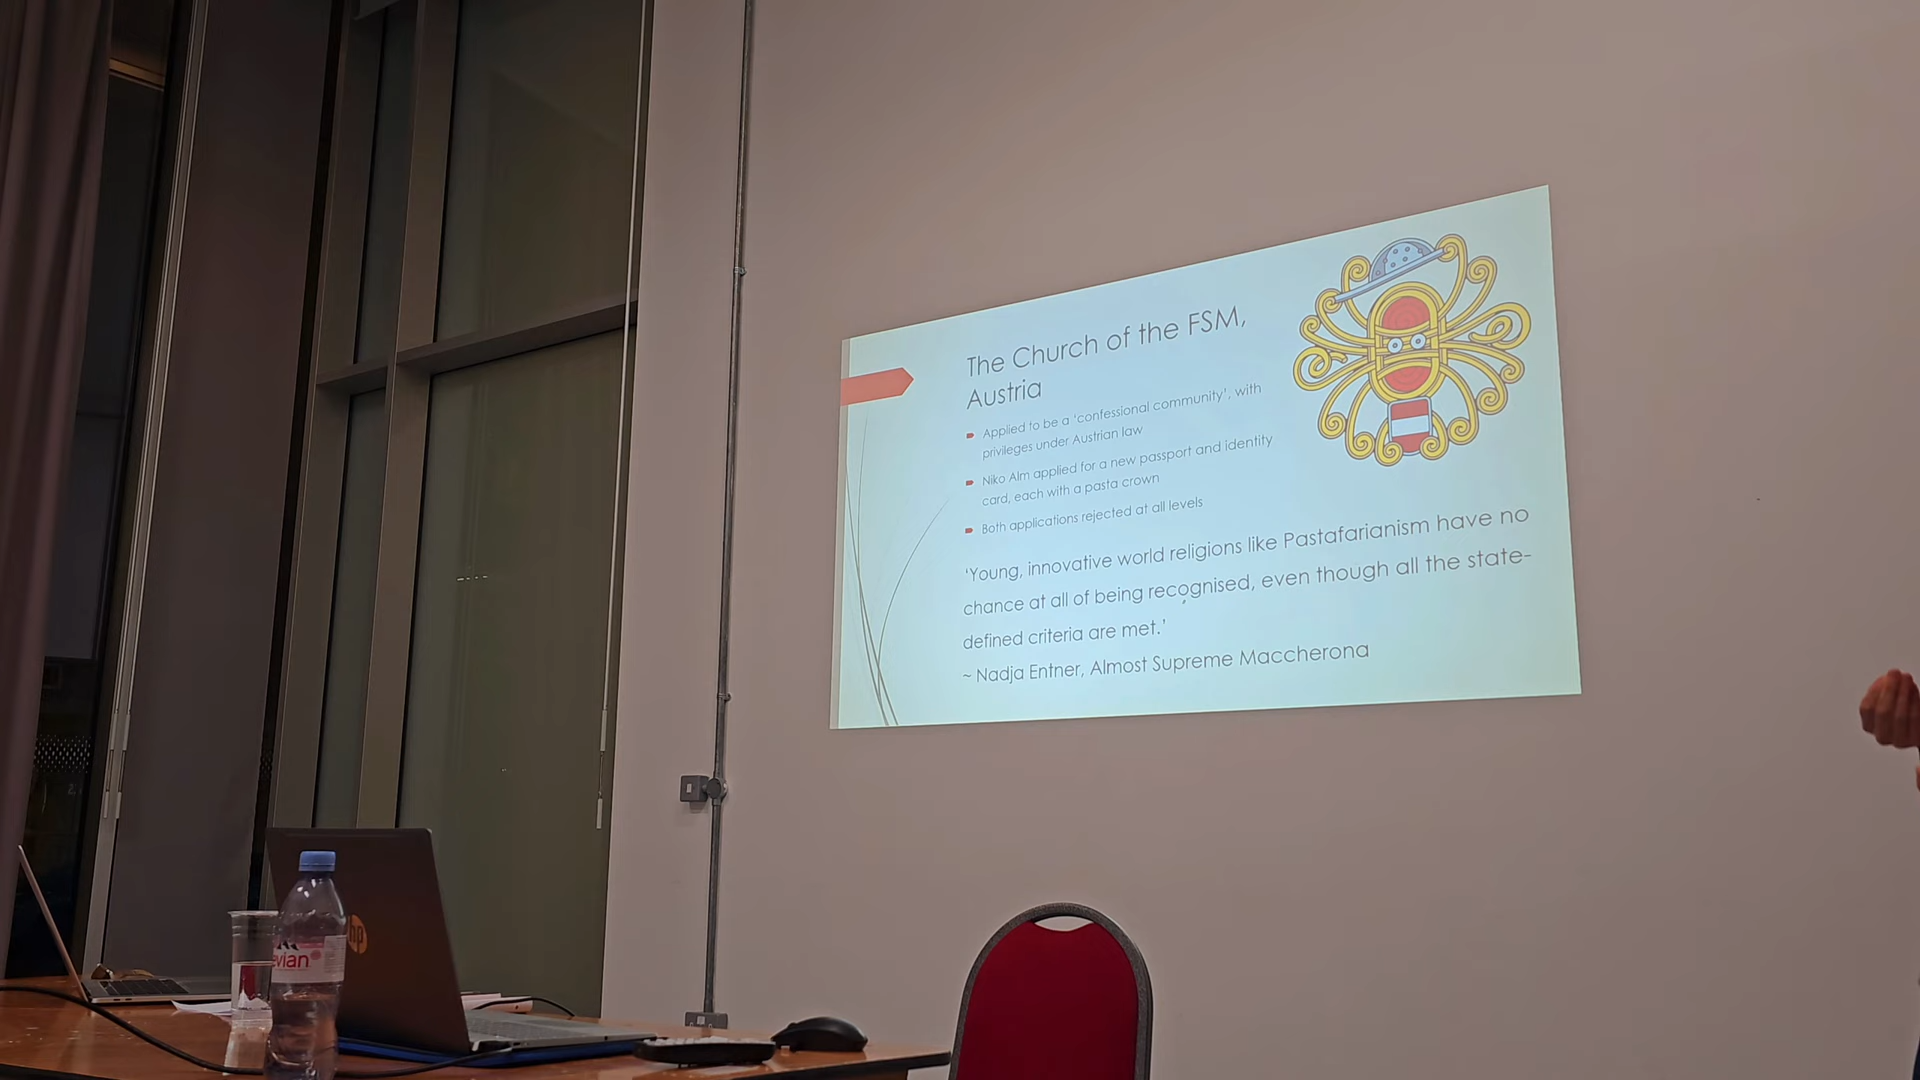 The Church of the FSM,
Austria
Applied to be a ‘confessional community’, with
privileges under Austrian law
Niko Alm applied for a new passport and identity
card, each with a pasta crown
Both applications rejected at all levels
‘Young, innovative world religions like Pastafarianism have no
chance at all of being recognised, even though all the state-
defined criteria are met.’
~ Nadja Entner, Almost Supreme Maccherona
hp
evian